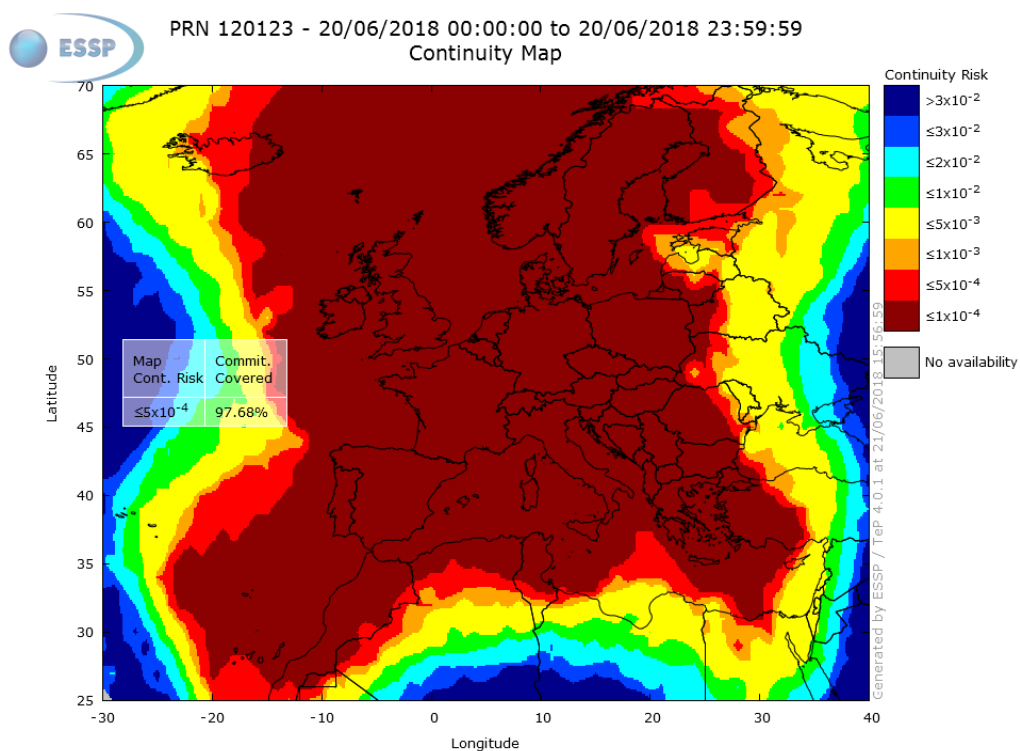 ESSP
PRN 120123 - 20/06/2018 00:00:00 to 20/06/2018 23:59:59
Continuity Map
Continuity Risk
>3x10⁻²
≤3x10⁻²
≤2x10⁻²
≤1x10⁻²
≤5x10⁻³
≤1x10⁻³
≤5x10⁻⁴
≤1x10⁻⁴
No availability
Latitude
70
65
60
55
50
45
40
35
30
25
Map Commit.
Cont. Risk Covered
≤5x10⁻⁴ 97.68%
-30 -20 -10 0 10 20 30 40
Longitude
Generated by ESSP / TeP 4.0.1 at 21/06/2018 15:56:59